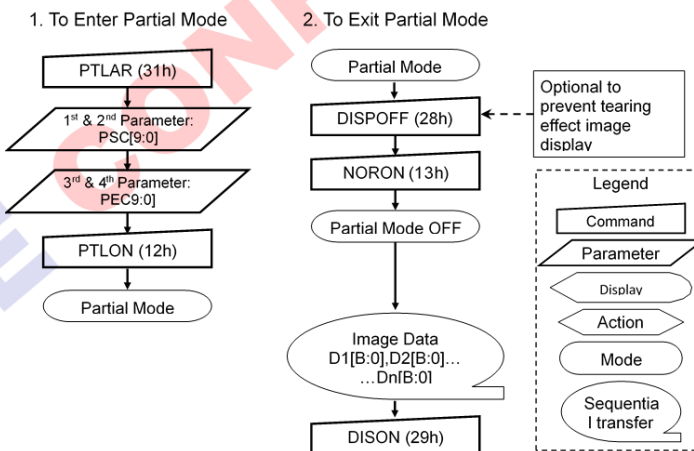 1. To Enter Partial Mode
PTLAR (31h)
1st & 2nd Parameter:
PSC[9:0]
3rd & 4th Parameter:
PEC9:0]
PTLON (12h)
Partial Mode
2. To Exit Partial Mode
Partial Mode
DISPOFF (28h)
NORON (13h)
Partial Mode OFF
Image Data
D1[B:0],D2[B:0]…
…Dn[B:0]
DISON (29h)
Optional to
prevent tearing
effect image
display
Legend
Command
Parameter
Display
Action
Mode
Sequentia
l transfer
E CON